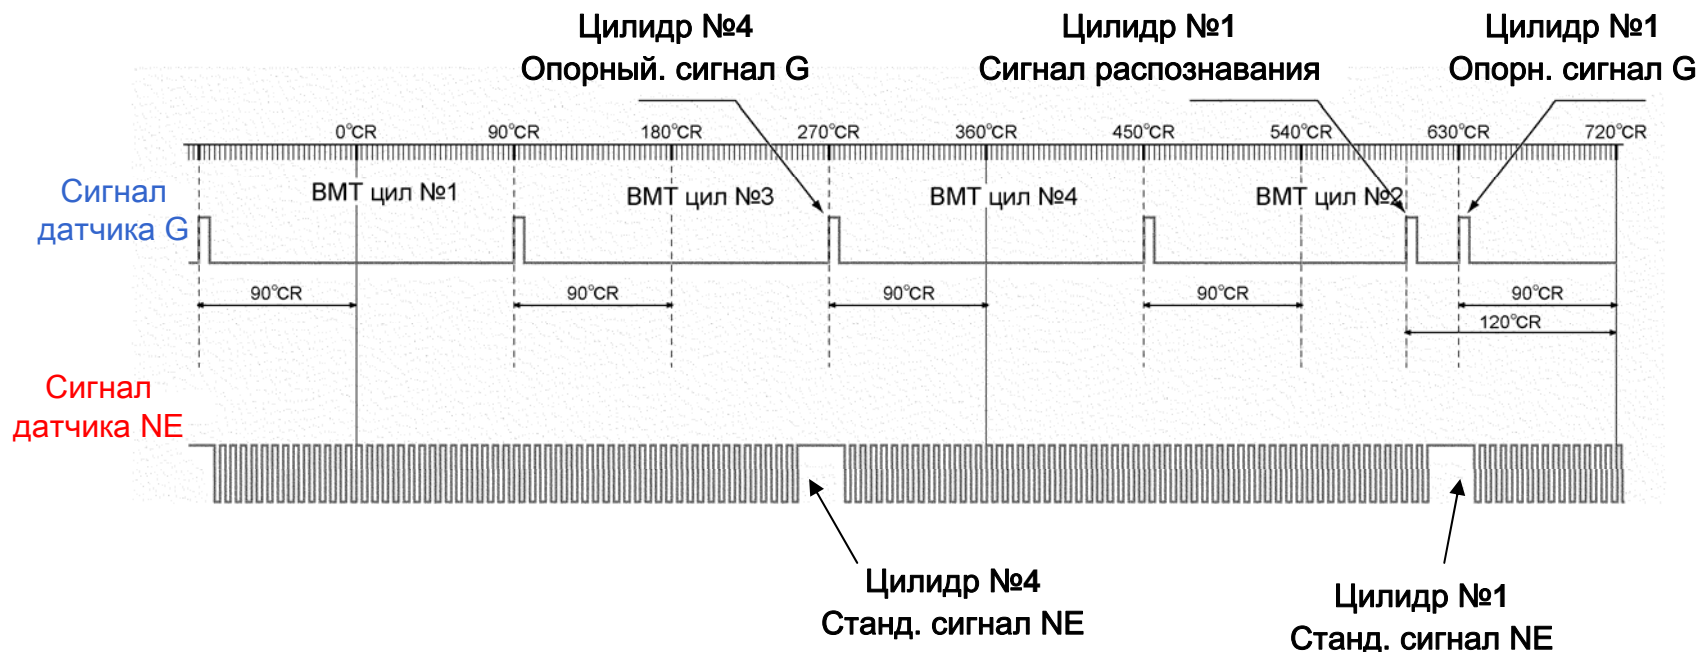 Цилидр №4
Опорный. сигнал G
Цилидр №1
Сигнал распознавания
Цилидр №1
Опорн. сигнал G
0°CR
90°CR
180°CR
270°CR
360°CR
450°CR
540°CR
630°CR
720°CR
Сигнал
датчика G
ВМТ цил №1
ВМТ цил №3
ВМТ цил №4
ВМТ цил №2
90°CR
90°CR
90°CR
90°CR
90°CR
120°CR
Сигнал
датчика NE
Цилидр №4
Станд. сигнал NE
Цилидр №1
Станд. сигнал NE